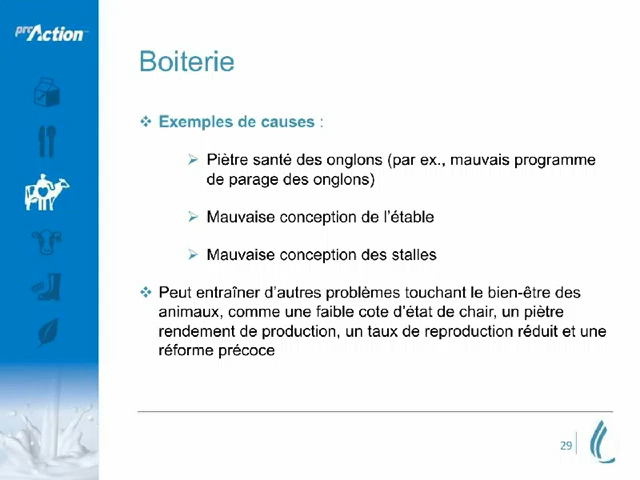 proAction
Boiterie
❖ Exemples de causes :
➢ Piètre santé des onglons (par ex., mauvais programme
de parage des onglons)
➢ Mauvaise conception de l'étable
➢ Mauvaise conception des stalles
❖ Peut entraîner d'autres problèmes touchant le bien-être des
animaux, comme une faible cote d'état de chair, un piètre
rendement de production, un taux de reproduction réduit et une
réforme précoce
29